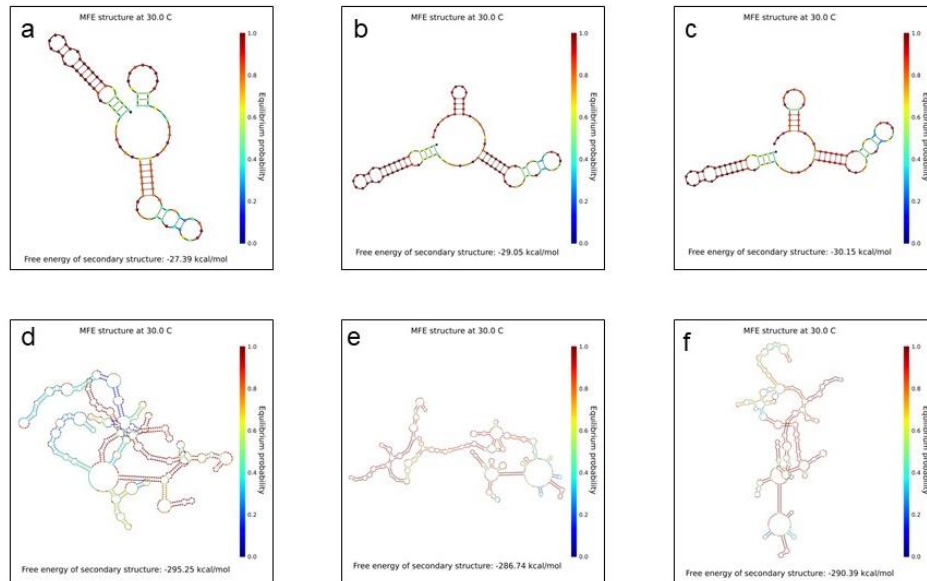 a
MFE structure at 30.0 C
1.0
0.8
0.6
0.4
0.2
0.0
Equilibrium probability
Free energy of secondary structure: -27.39 kcal/mol
b
MFE structure at 30.0 C
1.0
0.8
0.6
0.4
0.2
0.0
Equilibrium probability
Free energy of secondary structure: -29.05 kcal/mol
c
MFE structure at 30.0 C
1.0
0.8
0.6
0.4
0.2
0.0
Equilibrium probability
Free energy of secondary structure: -30.15 kcal/mol
d
MFE structure at 30.0 C
1.0
0.8
0.6
0.4
0.2
0.0
Equilibrium probability
Free energy of secondary structure: -295.25 kcal/mol
e
MFE structure at 30.0 C
1.0
0.8
0.6
0.4
0.2
0.0
Equilibrium probability
Free energy of secondary structure: -286.74 kcal/mol
f
MFE structure at 30.0 C
1.0
0.8
0.6
0.4
0.2
0.0
Equilibrium probability
Free energy of secondary structure: -290.39 kcal/mol